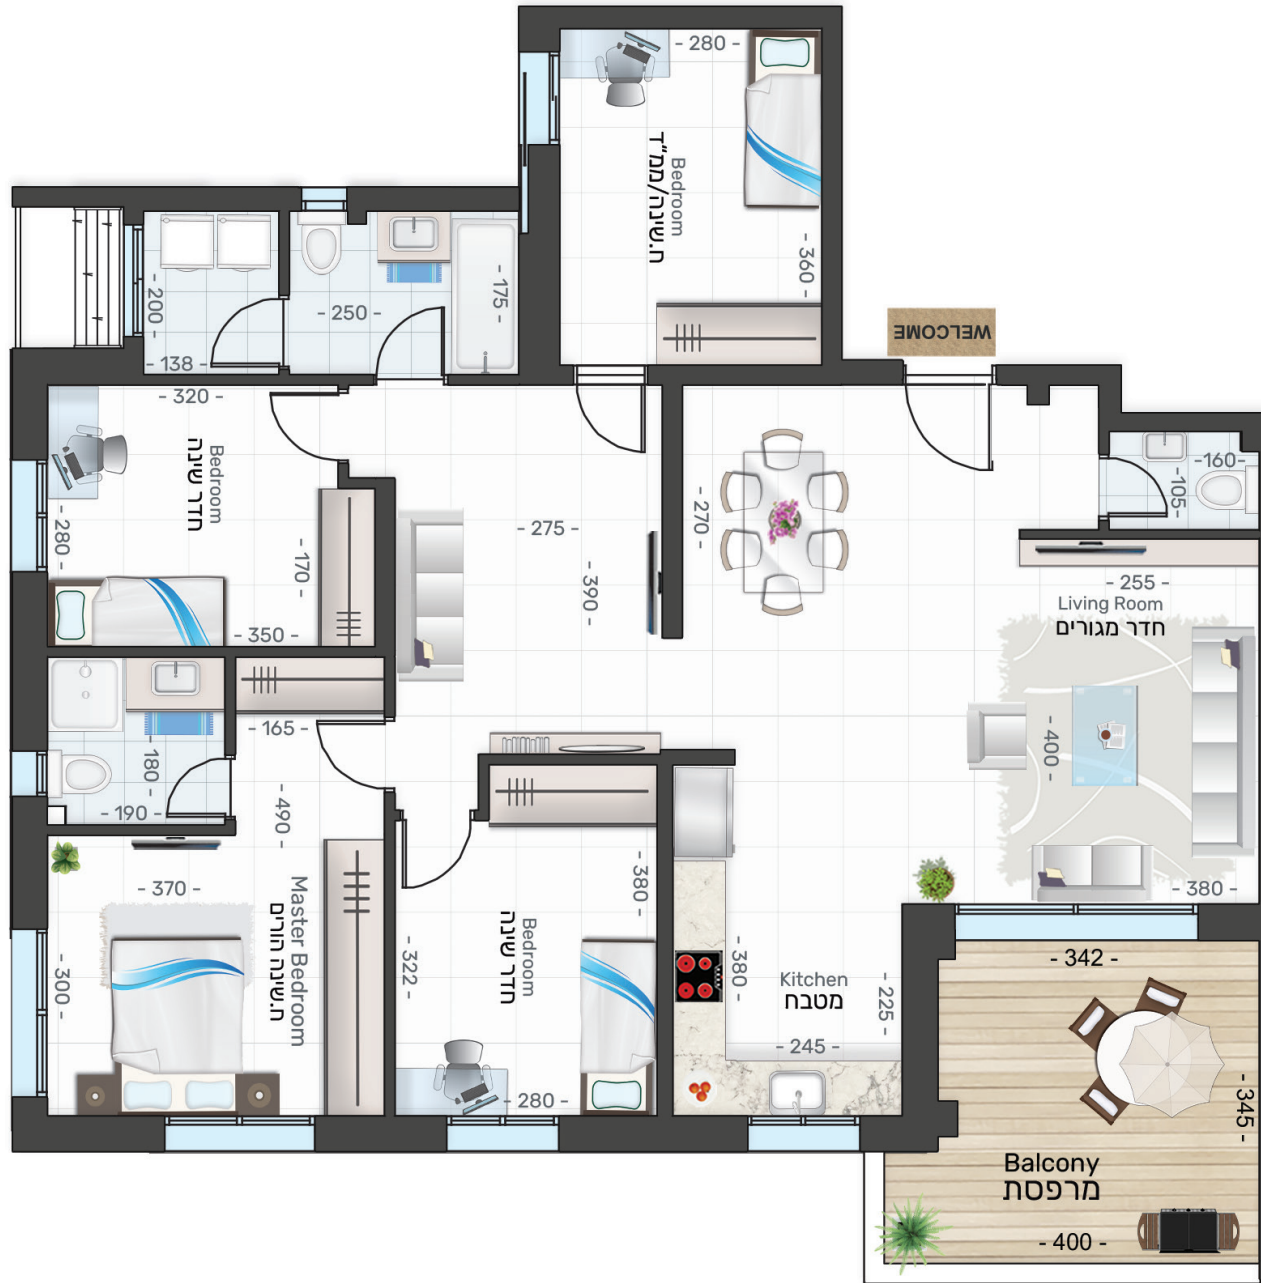 - 280 -
Bedroom
ח.שינה/ממ"ד
- 360 -
WELCOME
- 200 -
- 138 -
- 250 -
- 175 -
- 320 -
Bedroom
חדר שינה
- 280 -
- 170 -
- 350 -
- 275 -
- 390 -
- 270 -
-160-
-105-
- 255 -
Living Room
חדר מגורים
- 400 -
- 380 -
- 165 -
- 180 -
- 190 -
- 490 -
- 370 -
Master Bedroom
ח.שינה הורים
- 300 -
- 380 -
- 322 -
Bedroom
חדר שינה
- 280 -
- 380 -
Kitchen
מטבח
- 225 -
- 245 -
- 342 -
- 345 -
Balcony
מרפסת
- 400 -